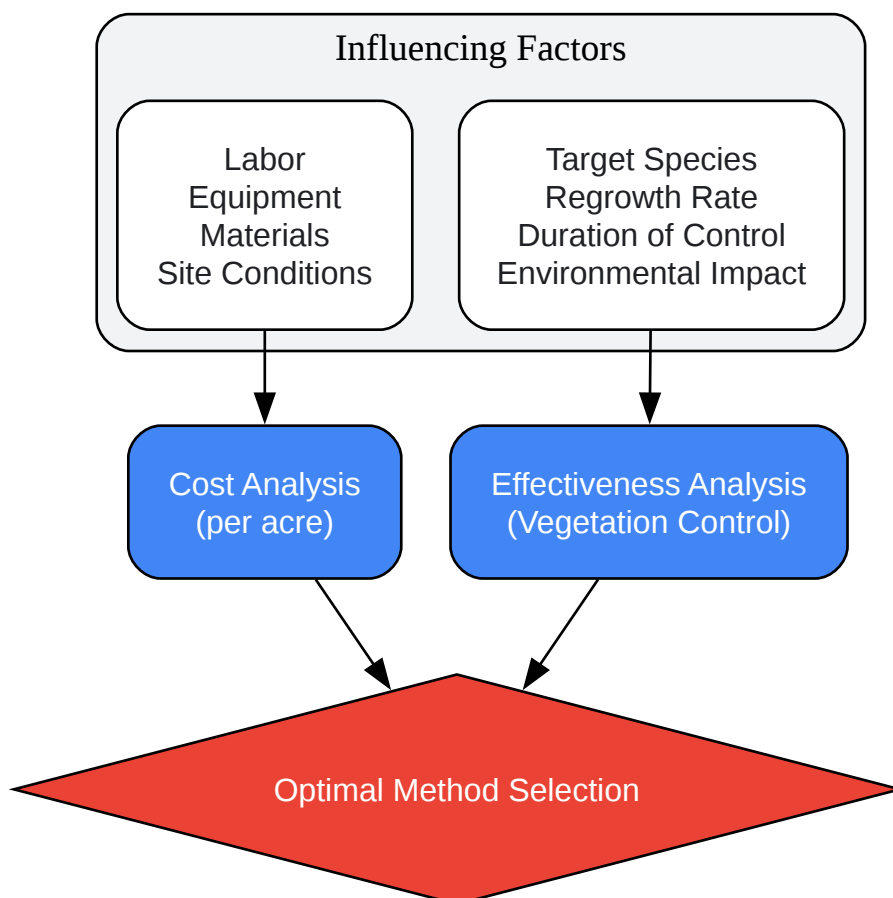 Influencing Factors
Labor
Equipment
Materials
Site Conditions
Target Species
Regrowth Rate
Duration of Control
Environmental Impact
Cost Analysis
(per acre)
Effectiveness Analysis
(Vegetation Control)
Optimal Method Selection